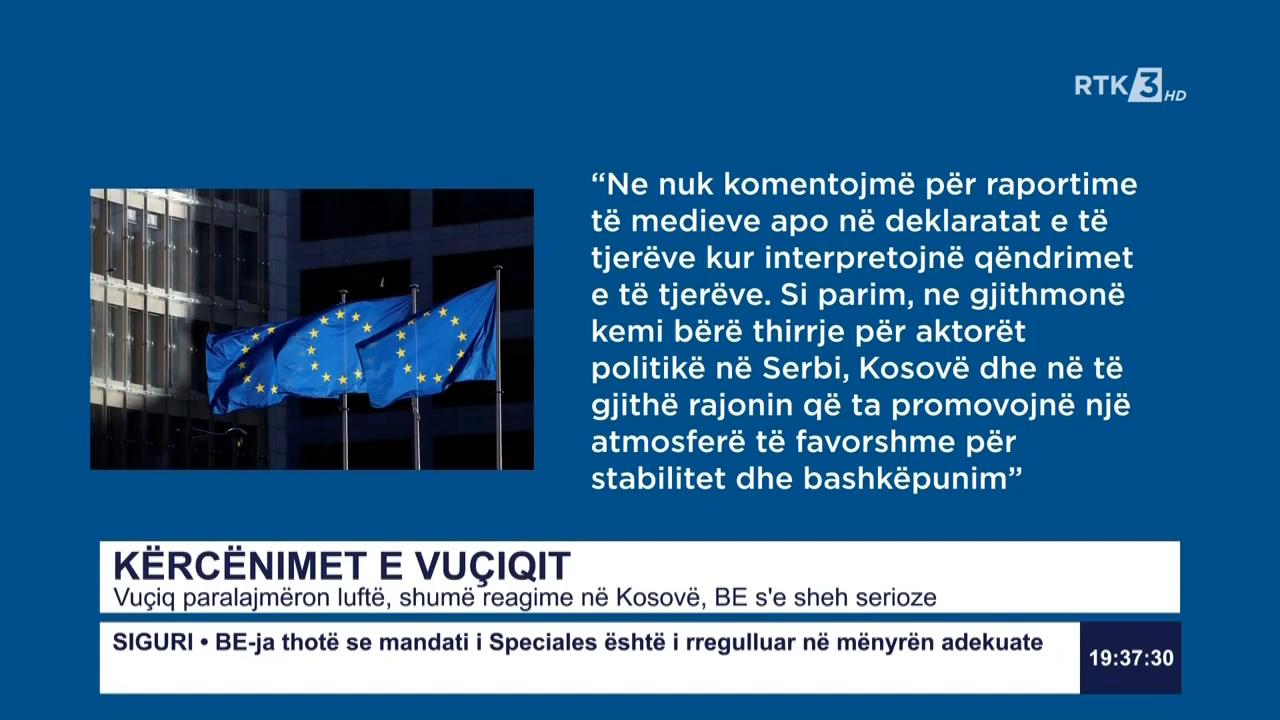 RTK 3 HD
“Ne nuk komentojmë për raportime
të medieve apo në deklaratat e të
tjerëve kur interpretojnë qëndrimet
e të tjerëve. Si parim, ne gjithmonë
kemi bërë thirrje për aktorët
politikë në Serbi, Kosovë dhe në të
gjithë rajonin që ta promovojnë një
atmosferë të favorshme për
stabilitet dhe bashkëpunim”
KËRCËNIMET E VUÇIQIT
Vuçiq paralajmëron luftë, shumë reagime në Kosovë, BE s'e sheh serioze
SIGURI • BE-ja thotë se mandati i Speciales është i rregulluar në mënyrën adekuate
19:37:30